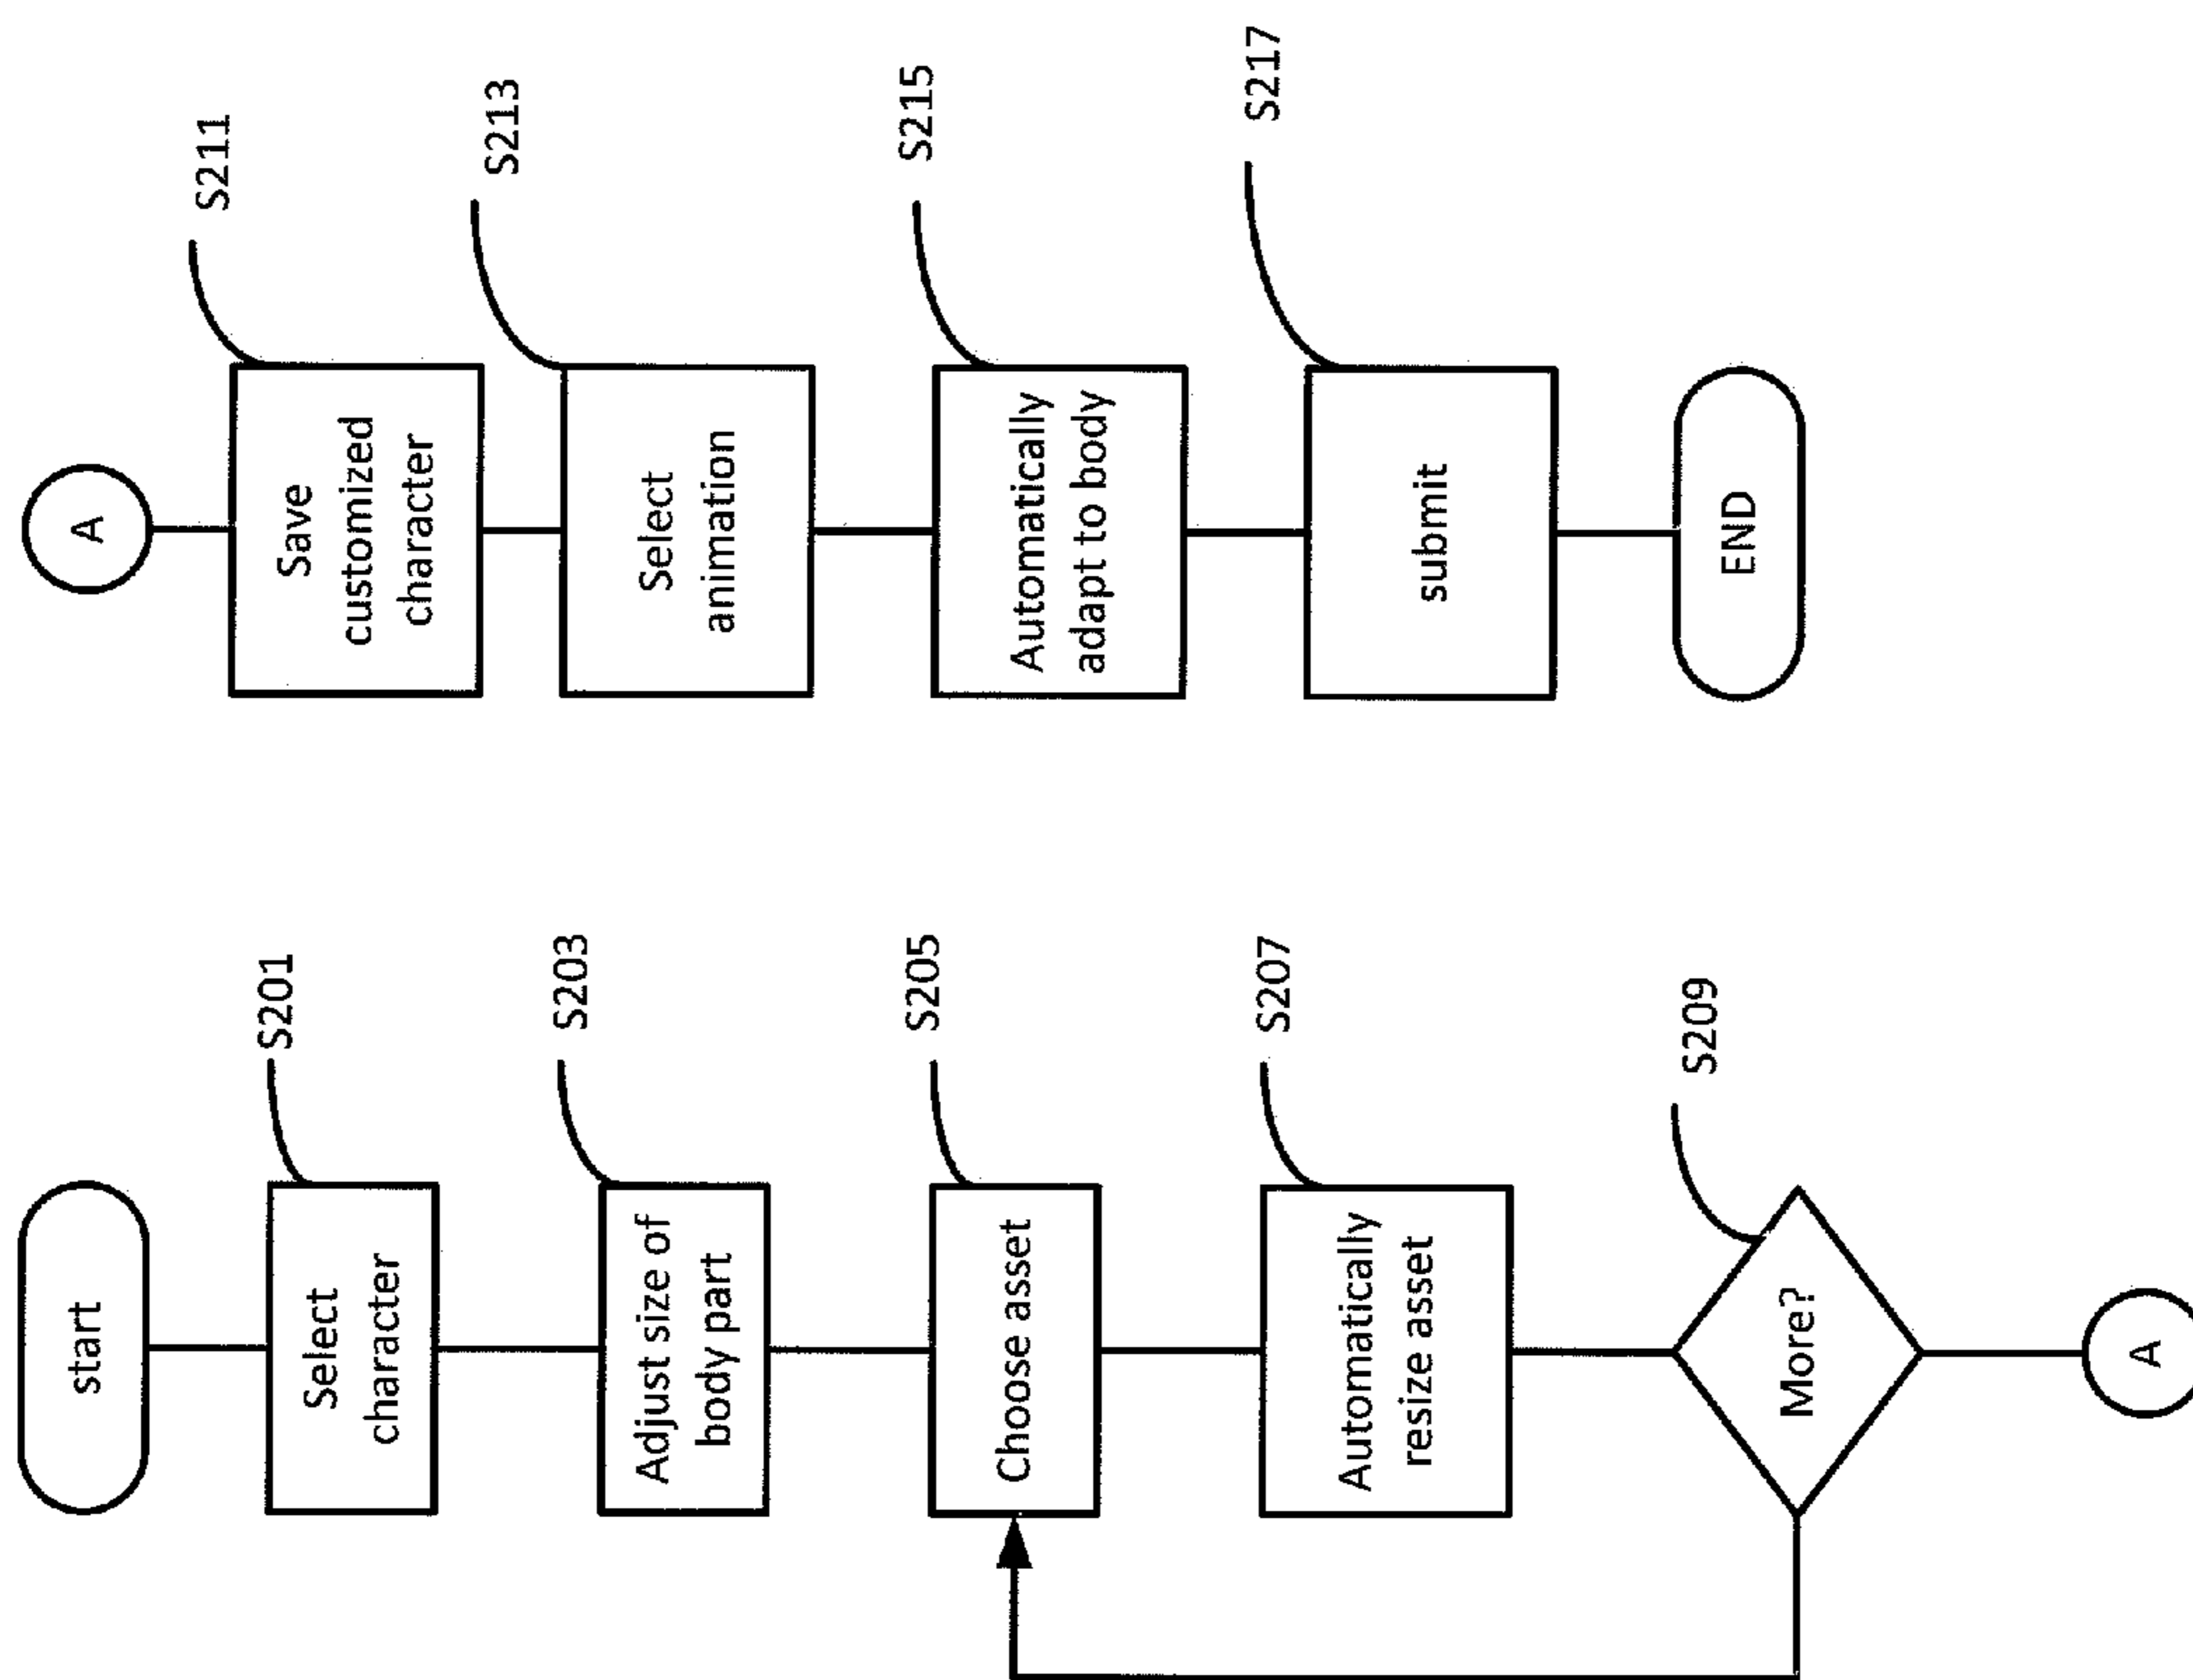 start
Select
character
S201
Adjust size of
body part
S203
Choose asset
S205
Automatically
resize asset
S207
More?
S209
A
A
Save
customized
character
S211
Select
animation
S213
Automatically
adapt to body
S215
submit
S217
END